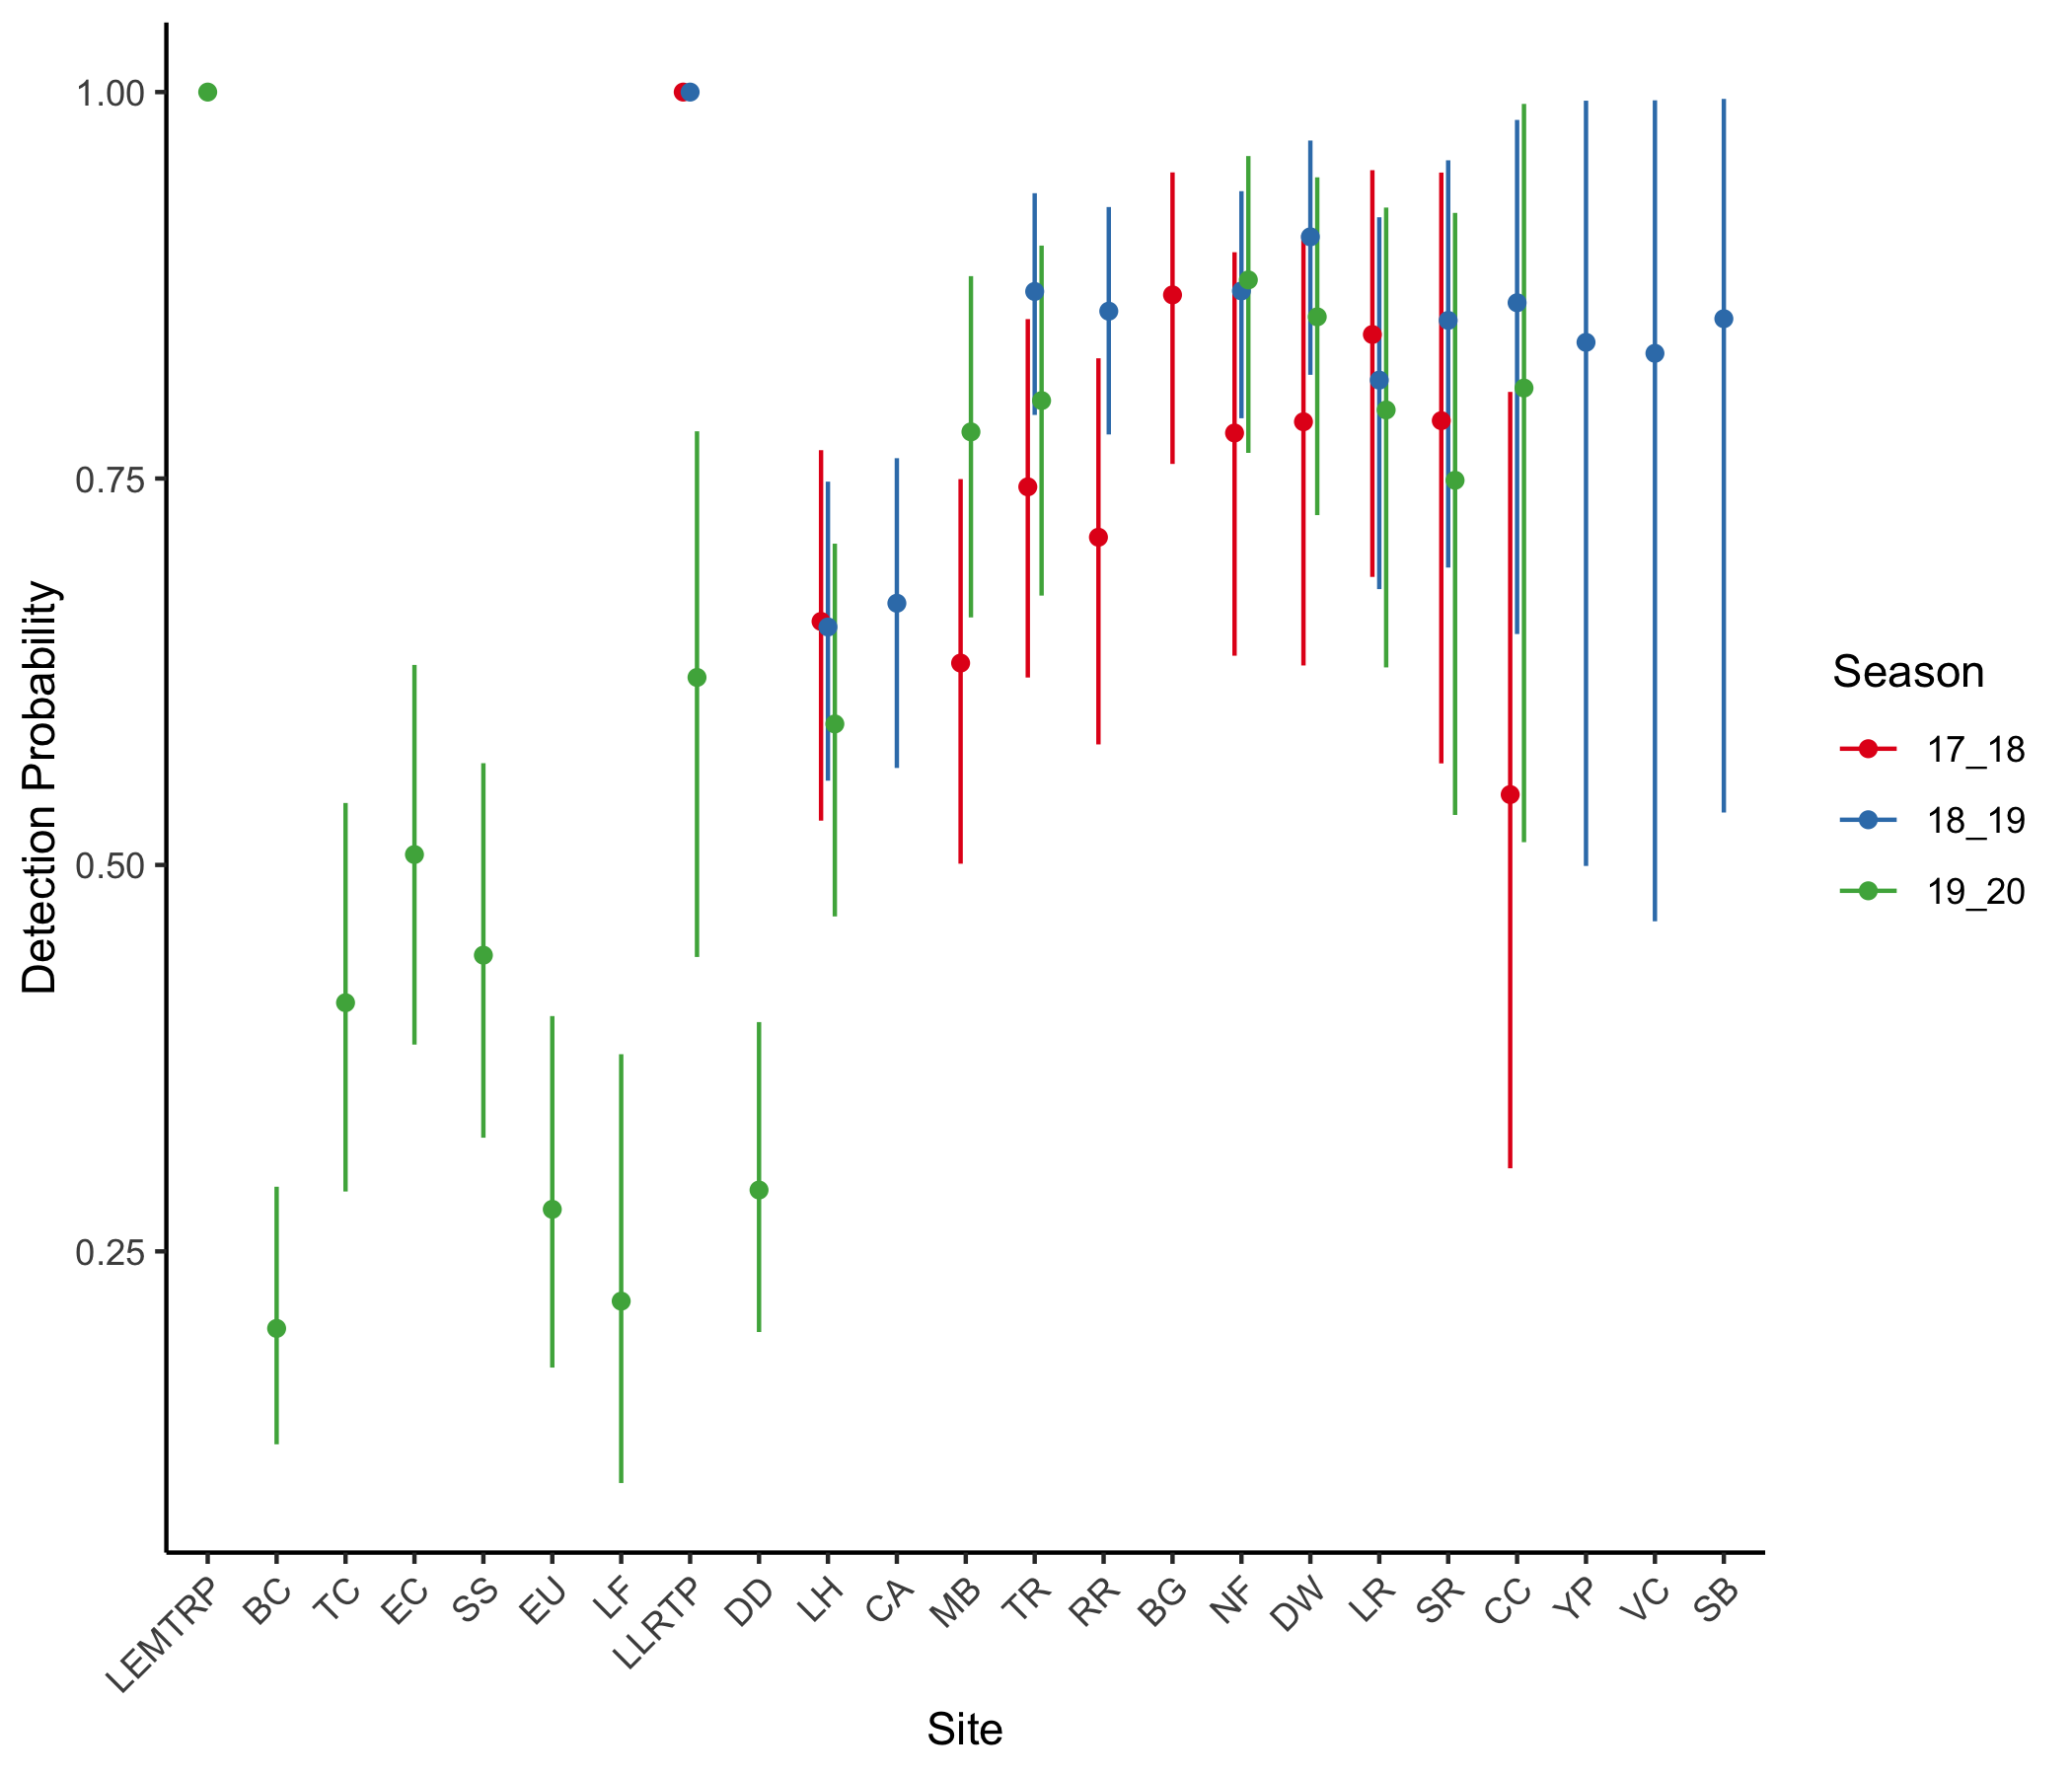 1.00
0.75
0.50
0.25
Detection Probability
LEMTRP
BC
TC
EC
SS
EU
LF
LLRTP
DD
LH
CA
MB
TR
RR
BG
NF
DW
LR
SR
CC
YP
VC
SB
Site
Season
17_18
18_19
19_20